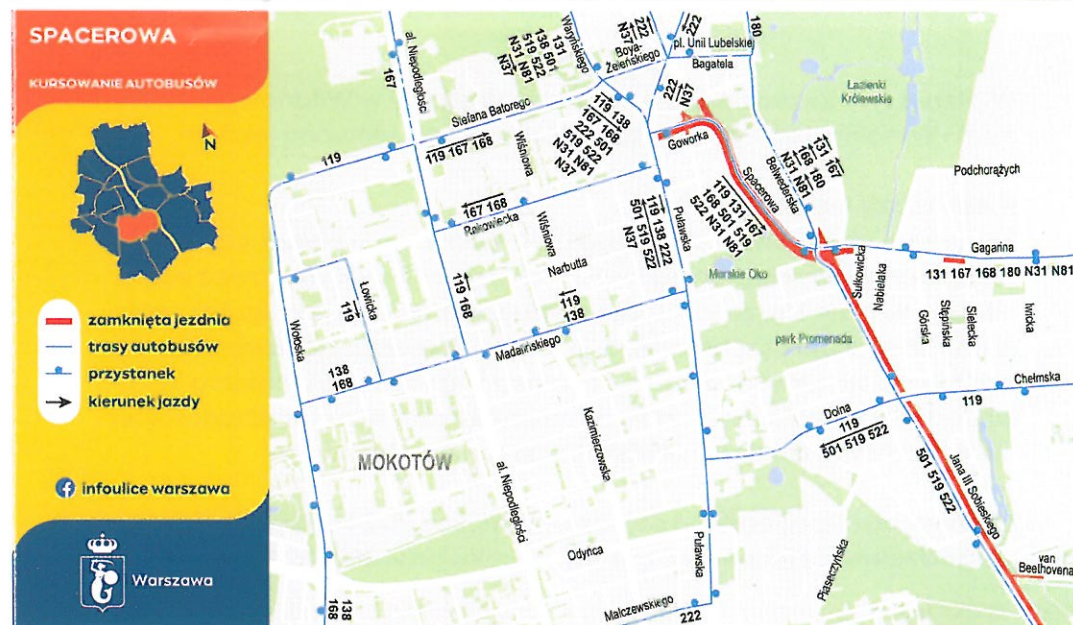 SPACEROWA
KURSOWANIE AUTOBUSÓW
N
zamknięta jezdnia
trasy autobusów
przystanek
kierunek jazdy
infoulice warszawa
Warszawa
al. Niepodległości
167
Waryńskiego
131
138 501
519 522
N31 N81
N37
222
N37
Boya-
Żeleńskiego
222
pl. Unii Lubelskie
Bagatela
180
Łazienki
Królewskie
222
N37
Stefana Batorego
119
119 167 168
Wiśniowa
119 138
167 168
222 501
519 522
N31 N81
N37
Goworka
Spacerowa
Belwederska
131 167
168 180
N31 N81
Podchorążych
167 168
Rakowiecka
Wiśniowa
119 138 222
501 519 522
N37
Puławska
119 131 167
168 501 519
522 N31 N81
Gagarina
131 167 168 180 N31 N81
Narbutta
Morskie Oko
Sułkowicka
Nabielaka
Górska
Stępińska
Sielecka
Iwicka
Łowicka
119
119 168
119
138
Wołoska
Madalińskiego
park Promenada
138
168
Chełmska
119
Dolna
119
501 519 522
Kazimierzowska
MOKOTÓW
al. Niepodległości
501 519 522
Jana III Sobieskiego
Odyńca
Puławska
Piaseczyńska
van
Beethovena
138
168
Malczewskiego
222